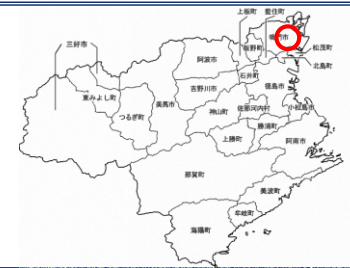 上板町 藍住町
三好市
鳴門市
松茂町
北島町
板野町
阿波市
石井町
徳島市
吉野川市
東みよし町
美馬市
つるぎ町
神山町
佐那河内村
小松島市
勝浦町
上勝町
阿南市
那賀町
美波町
牟岐町
海陽町